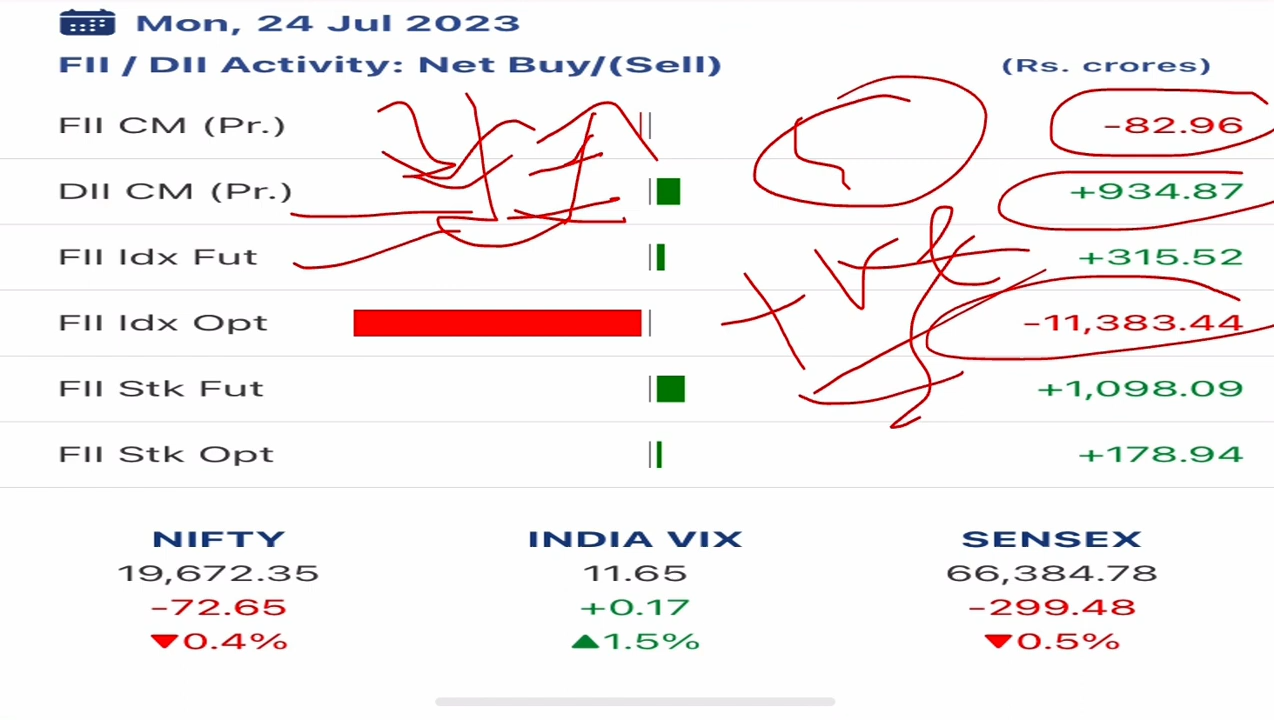 Mon, 24 Jul 2023
FII / DII Activity: Net Buy/(Sell) (Rs. crores)
FII CM (Pr.) -82.96
DII CM (Pr.) +934.87
FII Idx Fut +315.52
FII Idx Opt -11,383.44
FII Stk Fut +1,098.09
FII Stk Opt +178.94
NIFTY INDIA VIX SENSEX
19,672.35 11.65 66,384.78
-72.65 +0.17 -299.48
▼0.4% ▲1.5% ▼0.5%